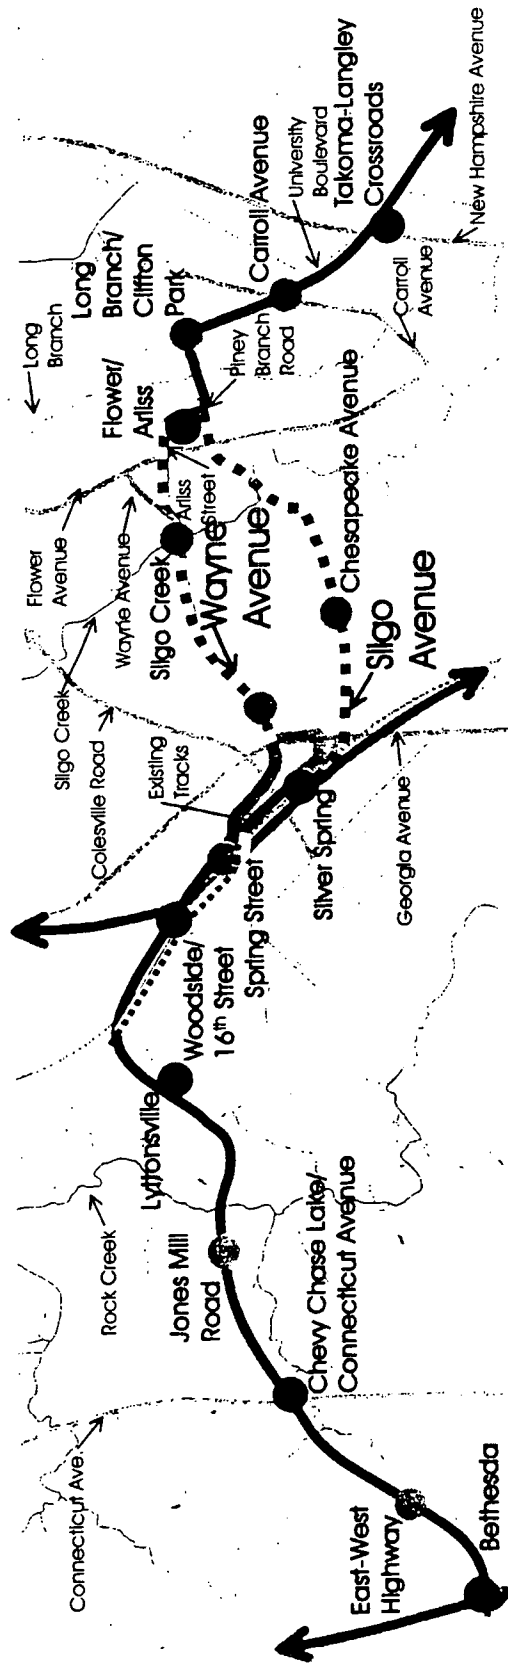 Connecticut Ave.
East-West
Highway
Bethesda
Chevy Chase Lake/
Connecticut Avenue
Jones Mill
Road
Rock Creek
Lyttonsville
Woodside/
16th Street
Spring Street
Silver Spring
Georgia Avenue
Existing
Tracks
Colesville Road
Sligo Creek
Wayne Avenue
Flower
Avenue
Sligo Creek
Wayne
Avenue
Sligo
Avenue
Chesapeake Avenue
Arliss
Street
Flower/
Arliss
Long
Branch
Long
Branch/
Clifton
Park
Piney
Branch
Road
Carroll Avenue
Carroll
Avenue
University
Boulevard
Takoma-Langley
Crossroads
New Hampshire Avenue